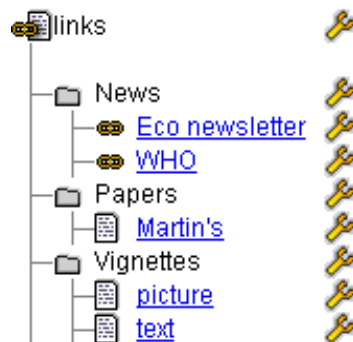 links
News
Eco newsletter
WHO
Papers
Martin's
Vignettes
picture
text